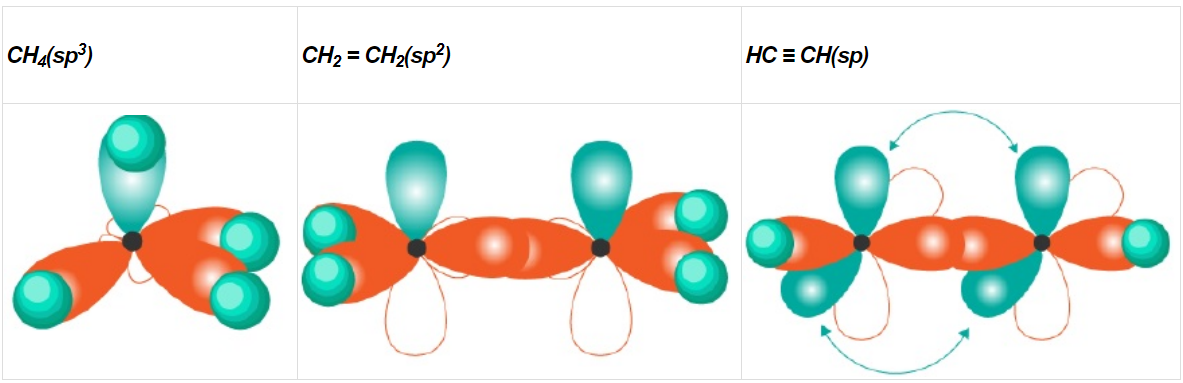 CH₄(sp³)
CH₂ = CH₂(sp²)
HC ≡ CH(sp)